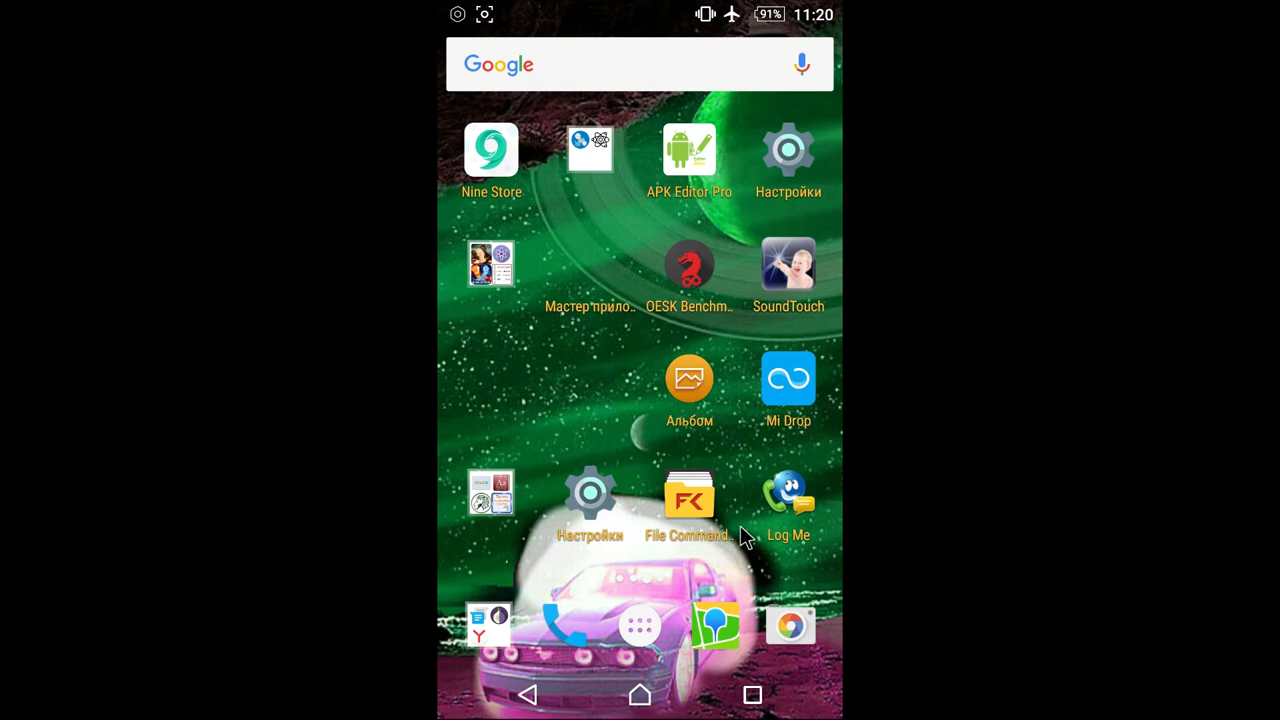 91% 11:20
Google
Nine Store
APK Editor Pro
Настройки
Мастер прило..
OESK Benchm..
SoundTouch
Альбом
Mi Drop
Настройки
File Command..
Log Me